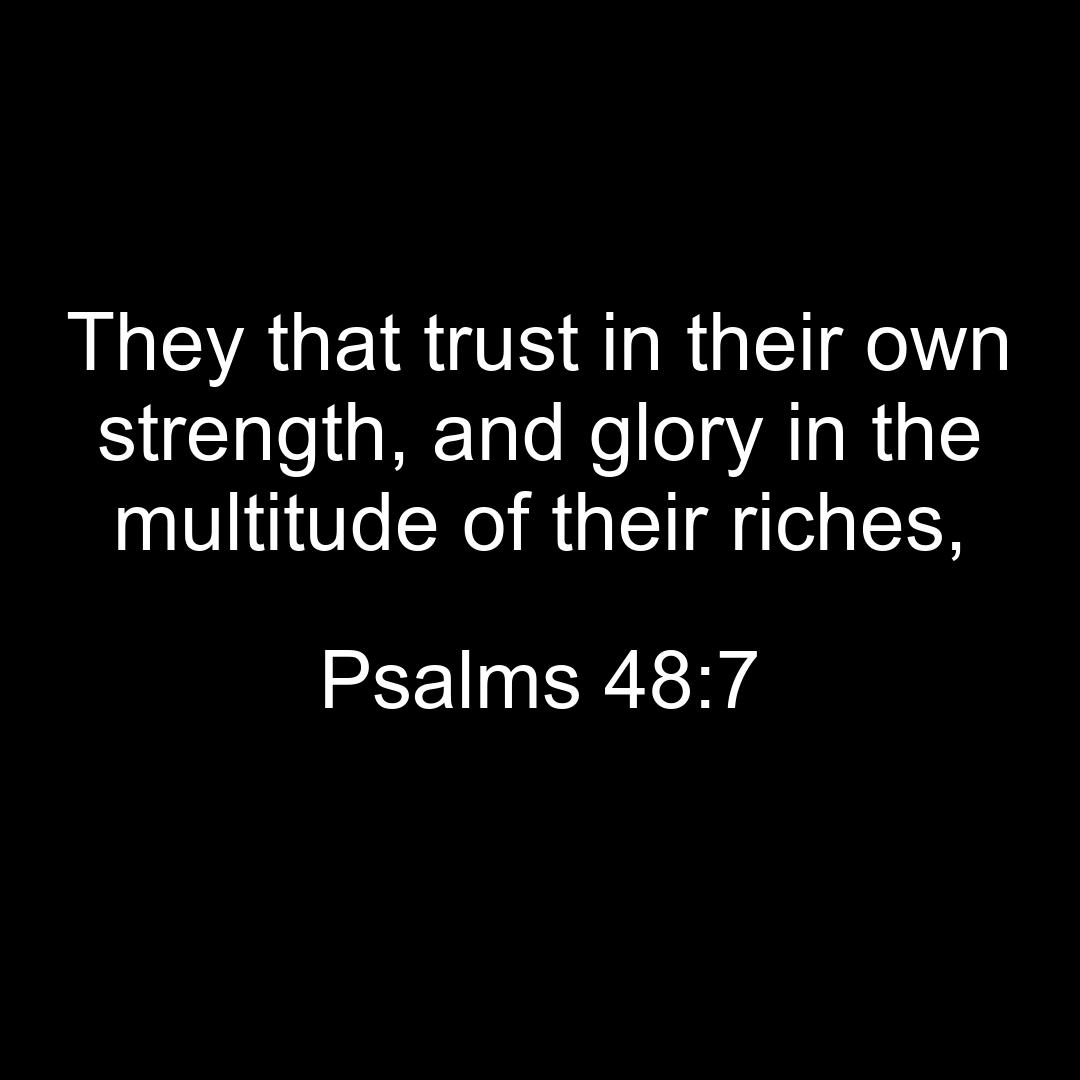 They that trust in their own
strength, and glory in the
multitude of their riches,
Psalms 48:7